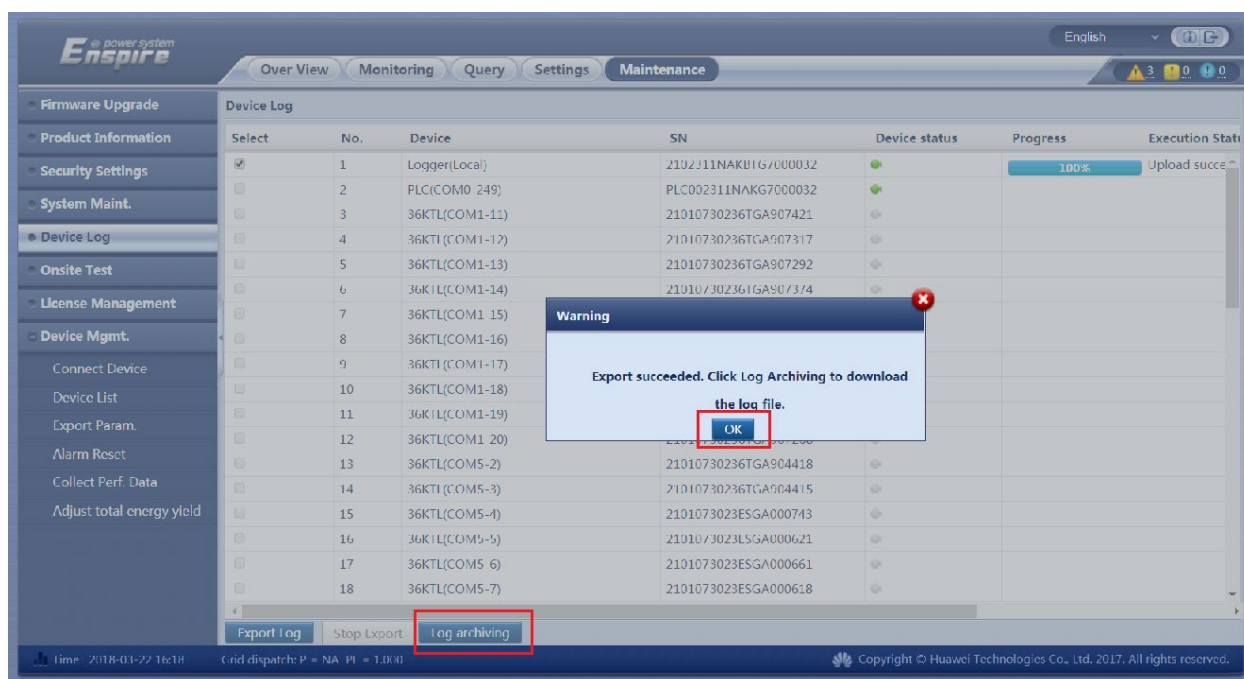 e power system
Enspire
English
Over View Monitoring Query Settings Maintenance
3 0 0
Firmware Upgrade
Product Information
Security Settings
System Maint.
Device Log
Onsite Test
License Management
Device Mgmt.
Connect Device
Device List
Export Param.
Alarm Reset
Collect Perf. Data
Adjust total energy yield
Device Log
Select No. Device SN Device status Progress Execution Stat
1 Logger(Local) 2102311NAKBTG7000032 100% Upload succe
2 PLC(COM0-249) PLC002311NAKG7000032
3 36KTL(COM1-11) 21010730236TGA907421
4 36KTL(COM1-12) 21010730236TGA907317
5 36KTL(COM1-13) 21010730236TGA907292
6 36KTL(COM1-14) 21010730236TGA907374
7 36KTL(COM1-15)
8 36KTL(COM1-16)
9 36KTL(COM1-17)
10 36KTL(COM1-18)
11 36KTL(COM1-19)
12 36KTL(COM1-20)
13 36KTL(COM5-2) 21010730236TGA904418
14 36KTL(COM5-3) 21010730236TGA904415
15 36KTL(COM5-4) 2101073023ESGA000743
16 36KTL(COM5-5) 2101073023ESGA000621
17 36KTL(COM5-6) 2101073023ESGA000661
18 36KTL(COM5-7) 2101073023ESGA000618
Warning
Export succeeded. Click Log Archiving to download
the log file.
OK
Export Log Stop Export Log archiving
Time: 2018-03-22 16:18 Grid dispatch: P = NA PF = 1.000 Copyright © Huawei Technologies Co., Ltd. 2017. All rights reserved.